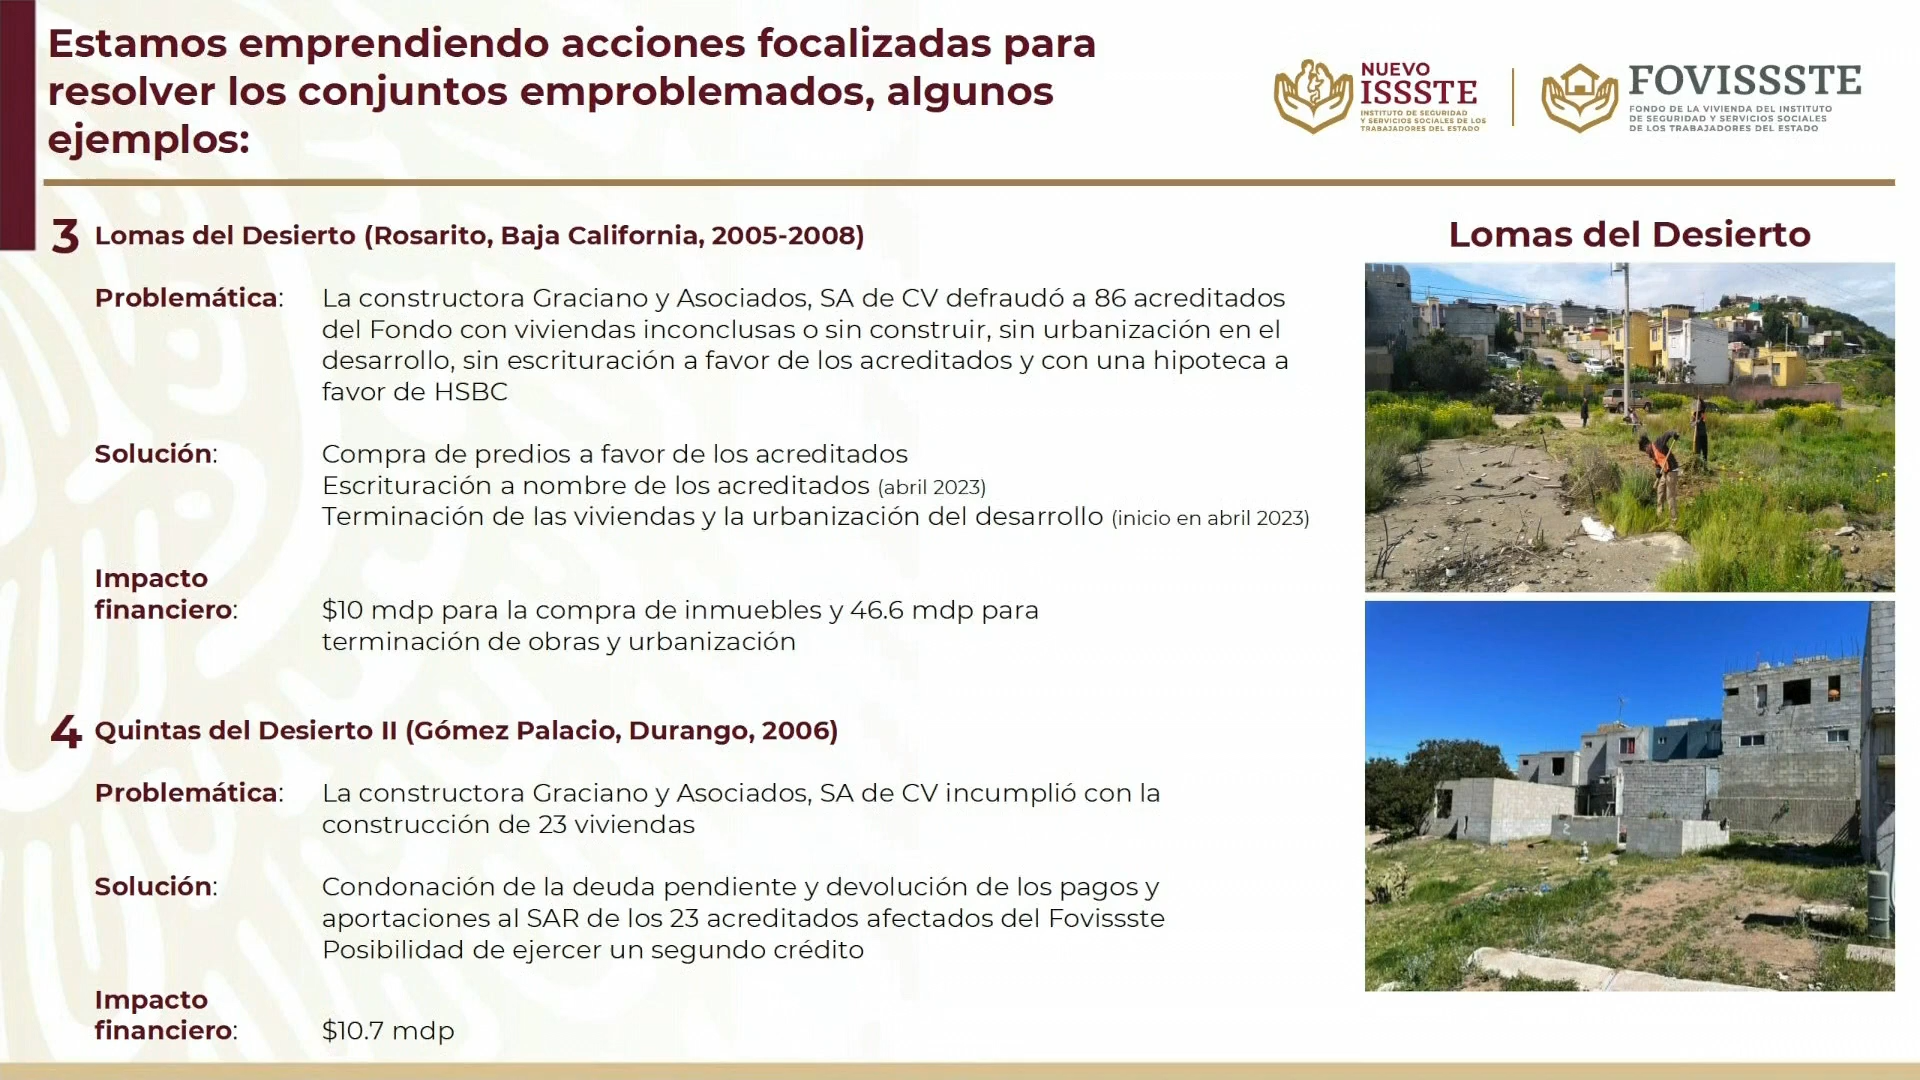 Estamos emprendiendo acciones focalizadas para
resolver los conjuntos emproblemados, algunos
ejemplos:
NUEVO
ISSSTE
INSTITUTO DE SEGURIDAD
Y SERVICIOS SOCIALES DE LOS
TRABAJADORES DEL ESTADO
FOVISSSTE
FONDO DE LA VIVIENDA DEL INSTITUTO
DE SEGURIDAD Y SERVICIOS SOCIALES
DE LOS TRABAJADORES DEL ESTADO
3 Lomas del Desierto (Rosarito, Baja California, 2005-2008)
Problemática: La constructora Graciano y Asociados, SA de CV defraudó a 86 acreditados
del Fondo con viviendas inconclusas o sin construir, sin urbanización en el
desarrollo, sin escrituración a favor de los acreditados y con una hipoteca a
favor de HSBC
Solución: Compra de predios a favor de los acreditados
Escrituración a nombre de los acreditados (abril 2023)
Terminación de las viviendas y la urbanización del desarrollo (inicio en abril 2023)
Impacto
financiero: $10 mdp para la compra de inmuebles y 46.6 mdp para
terminación de obras y urbanización
4 Quintas del Desierto II (Gómez Palacio, Durango, 2006)
Problemática: La constructora Graciano y Asociados, SA de CV incumplió con la
construcción de 23 viviendas
Solución: Condonación de la deuda pendiente y devolución de los pagos y
aportaciones al SAR de los 23 acreditados afectados del Fovissste
Posibilidad de ejercer un segundo crédito
Impacto
financiero: $10.7 mdp
Lomas del Desierto